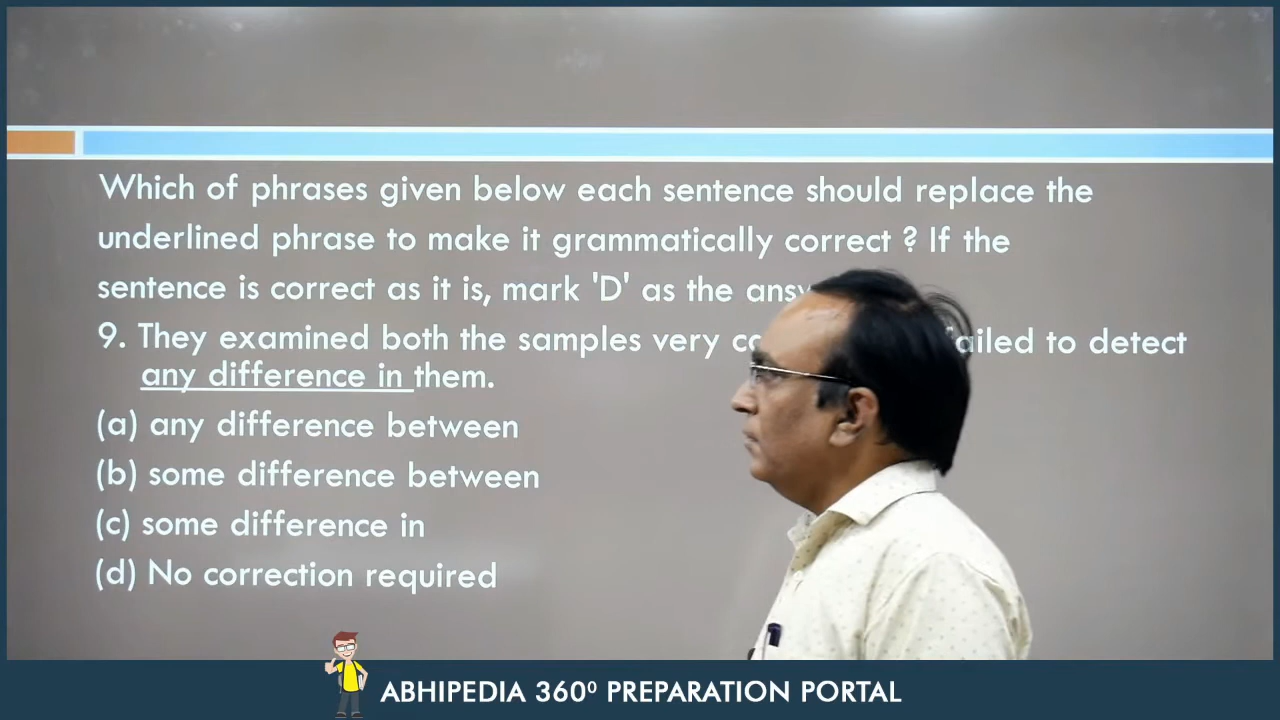 Which of phrases given below each sentence should replace the
underlined phrase to make it grammatically correct ? If the
sentence is correct as it is, mark 'D' as the
9. They examined both the samples very failed to detect
any difference in them.
(a) any difference between
(b) some difference between
(c) some difference in
(d) No correction required
ABHIPEDIA 360⁰ PREPARATION PORTAL